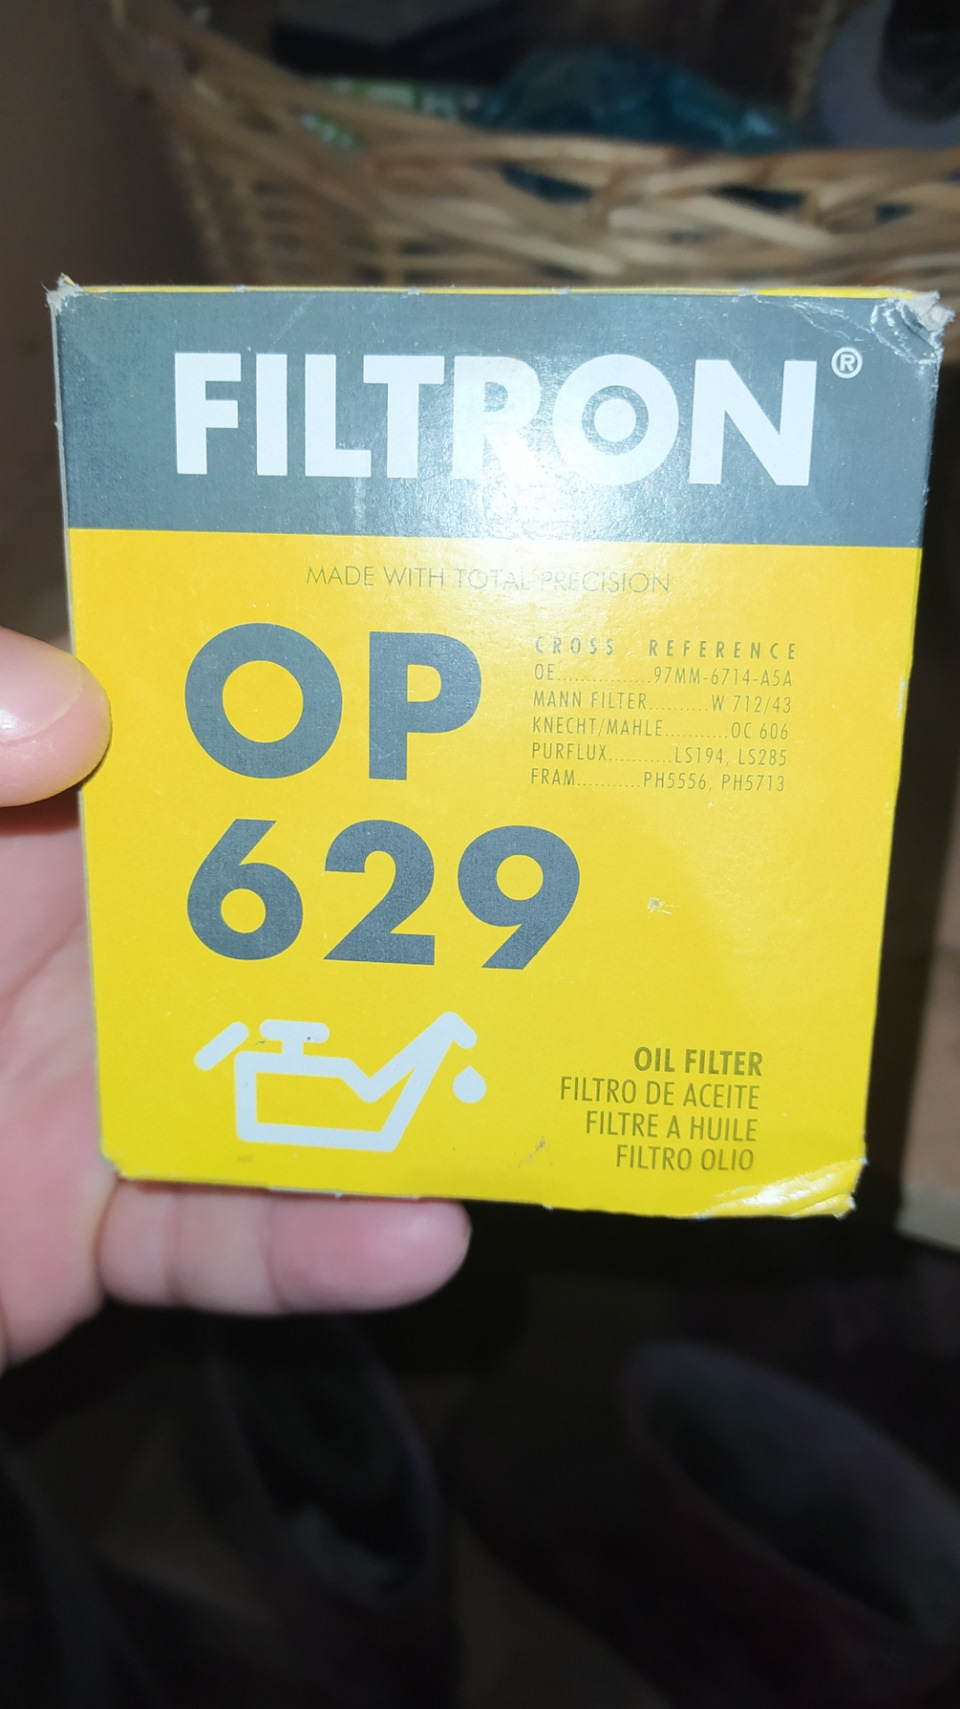 FILTRON®
MADE WITH TOTAL PRECISION
OP
629
CROSS REFERENCE
OE...............97MM-6714-A5A
MANN FILTER..........W 712/43
KNECHT/MAHLE...........OC 606
PURFLUX...........LS194, LS285
FRAM...........PH5556, PH5713
OIL FILTER
FILTRO DE ACEITE
FILTRE A HUILE
FILTRO OLIO